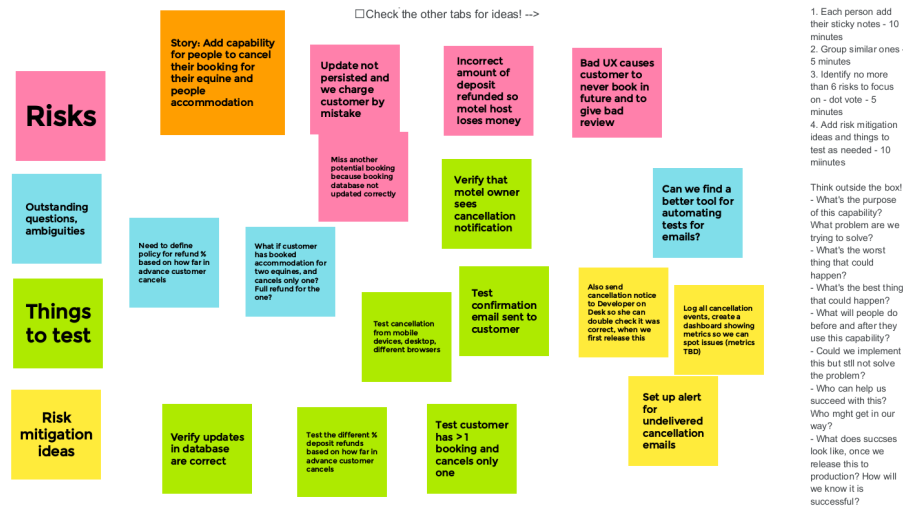 ☐Check the other tabs for ideas! -->
Story: Add capability
for people to cancel
their booking for
their equine and
people
accommodation
Update not
persisted and we
charge customer by
mistake
Incorrect
amount of
deposit
refunded so
motel host
loses money
Bad UX causes
customer to
never book in
future and to
give bad
review
Risks
Miss another
potential booking
because booking
database not
updated correctly
Verify that
motel owner
sees
cancellation
notification
Can we find a
better tool for
automating
tests for
emails?
Outstanding
questions,
ambiguities
Need to define
policy for refund %
based on how far in
advance customer
cancels
What if customer
has booked
accommodation for
two equines, and
cancels only one?
Full refund for the
one?
Things
to test
Test cancellation
from mobile
devices, desktop,
different browsers
Test
confirmation
email sent to
customer
Also send
cancellation notice
to Developer on
Desk so she can
double check it was
correct, when we
first release this
Log all cancellation
events, create a
dashboard showing
metrics so we can
spot issues (metrics
TBD)
Risk
mitigation
ideas
Verify updates
in database
are correct
Test the different %
deposit refunds
based on how far in
advance customer
cancels
Test customer
has > 1
booking and
cancels only
one
Set up alert
for
undelivered
cancellation
emails
1. Each person add
their sticky notes - 10
minutes
2. Group similar ones -
5 minutes
3. Identify no more
than 6 risks to focus
on - dot vote - 5
minutes
4. Add risk mitigation
ideas and things to
test as needed - 10
miinutes
Think outside the box!
- What's the purpose
of this capability?
What problem are we
trying to solve?
- What's the worst
thing that could
happen?
- What's the best thing
that could happen?
- What will people do
before and after they
use this capability?
- Could we implement
this but stll not solve
the problem?
- Who can help us
succeed with this?
Who mght get in our
way?
- What does succses
look like, once we
release this to
production? How will
we know it is
successful?